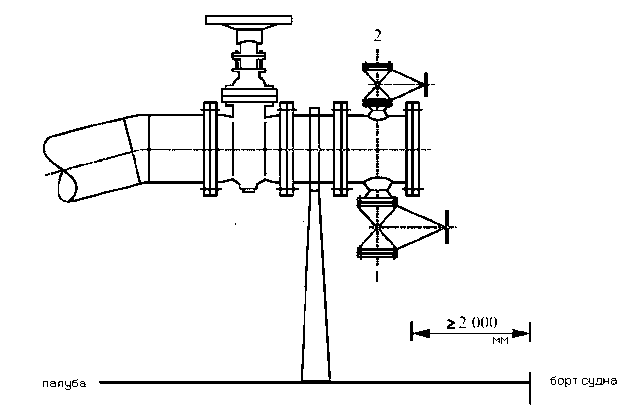 2
≥2 000
мм
палуба
борт судна